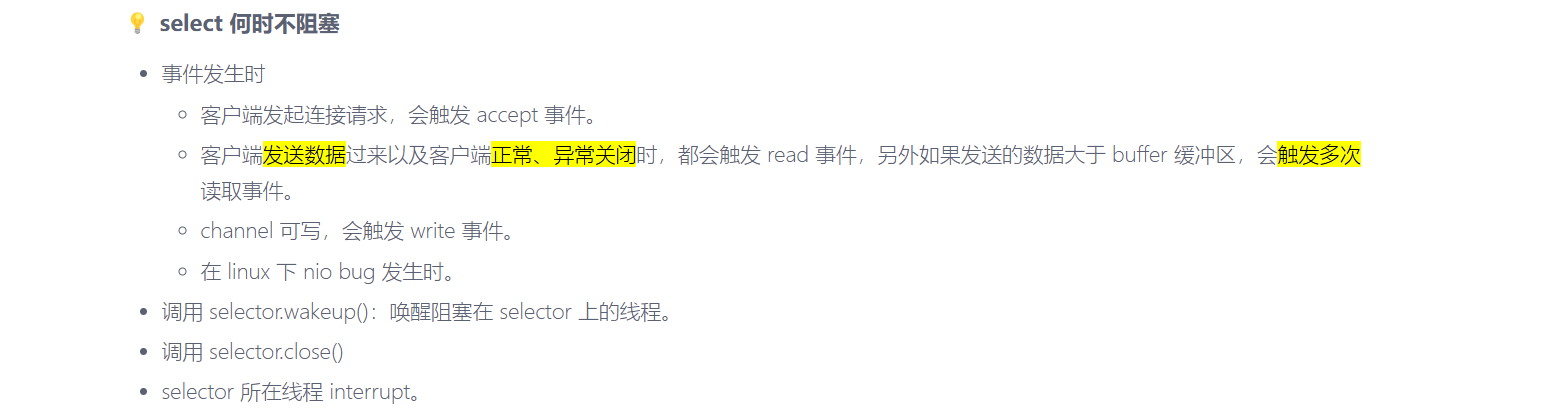 💡 select 何时不阻塞
• 事件发生时
◦ 客户端发起连接请求，会触发 accept 事件。
◦ 客户端发送数据过来以及客户端正常、异常关闭时，都会触发 read 事件，另外如果发送的数据大于 buffer 缓冲区，会触发多次
读取事件。
◦ channel 可写，会触发 write 事件。
◦ 在 linux 下 nio bug 发生时。
• 调用 selector.wakeup()：唤醒阻塞在 selector 上的线程。
• 调用 selector.close()
• selector 所在线程 interrupt。